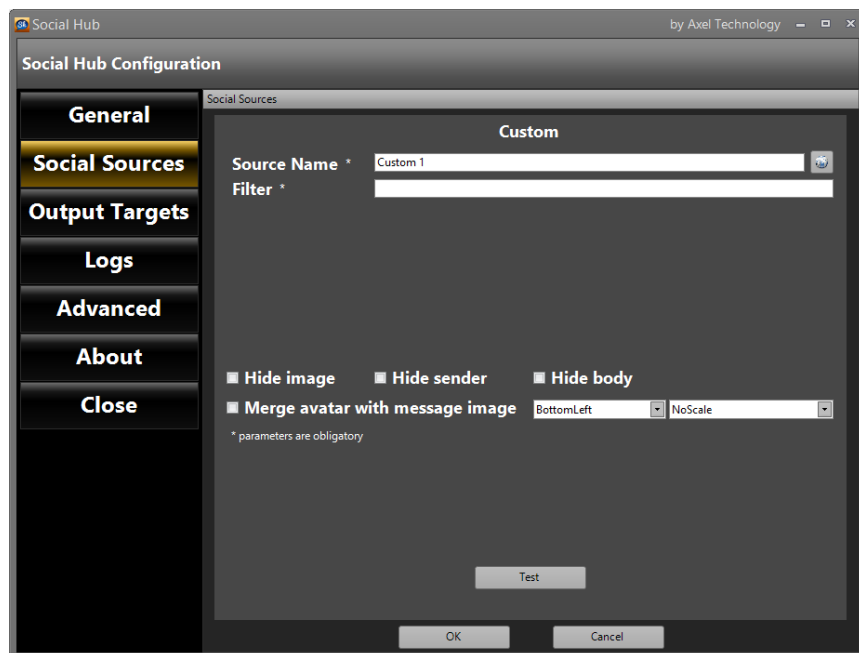 Social Hub
by Axel Technology
Social Hub Configuration
General
Social Sources
Output Targets
Logs
Advanced
About
Close
Social Sources
Custom
Source Name *
Custom 1
Filter *
Hide image
Hide sender
Hide body
Merge avatar with message image
BottomLeft
NoScale
* parameters are obligatory
Test
OK
Cancel